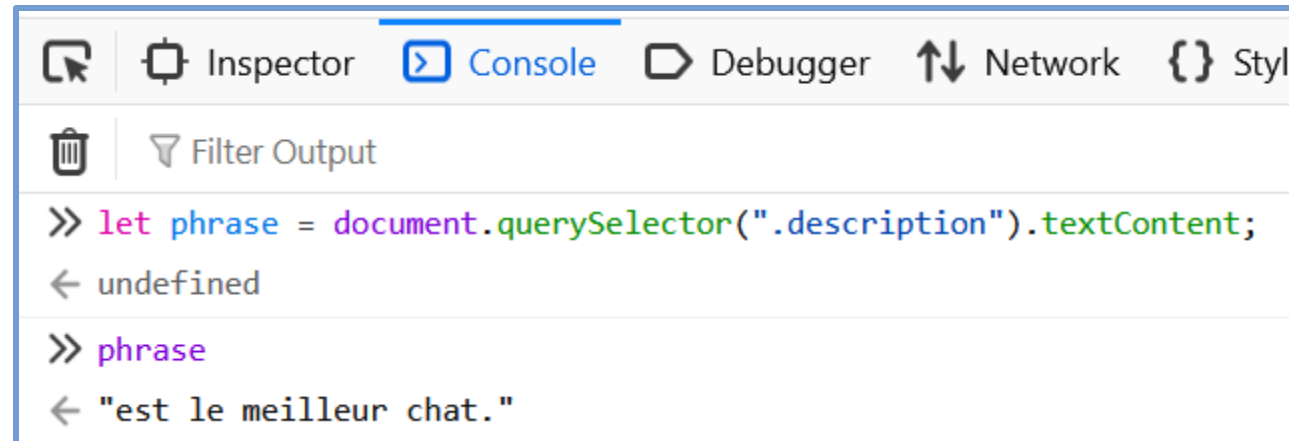 Inspector Console Debugger Network {} Styl
Filter Output
>> let phrase = document.querySelector(".description").textContent;
← undefined
>> phrase
← "est le meilleur chat."